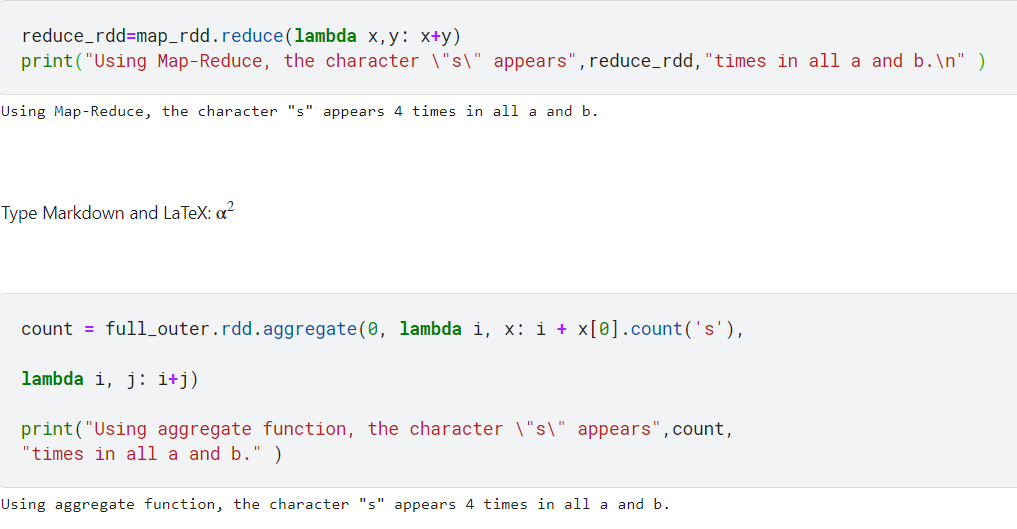 reduce_rdd=map_rdd.reduce(lambda x,y: x+y)
print("Using Map-Reduce, the character \"s\" appears",reduce_rdd,"times in all a and b.\n" )
Using Map-Reduce, the character "s" appears 4 times in all a and b.
Type Markdown and LaTeX: α²
count = full_outer.rdd.aggregate(0, lambda i, x: i + x[0].count('s'),
lambda i, j: i+j)
print("Using aggregate function, the character \"s\" appears",count,
"times in all a and b." )
Using aggregate function, the character "s" appears 4 times in all a and b.